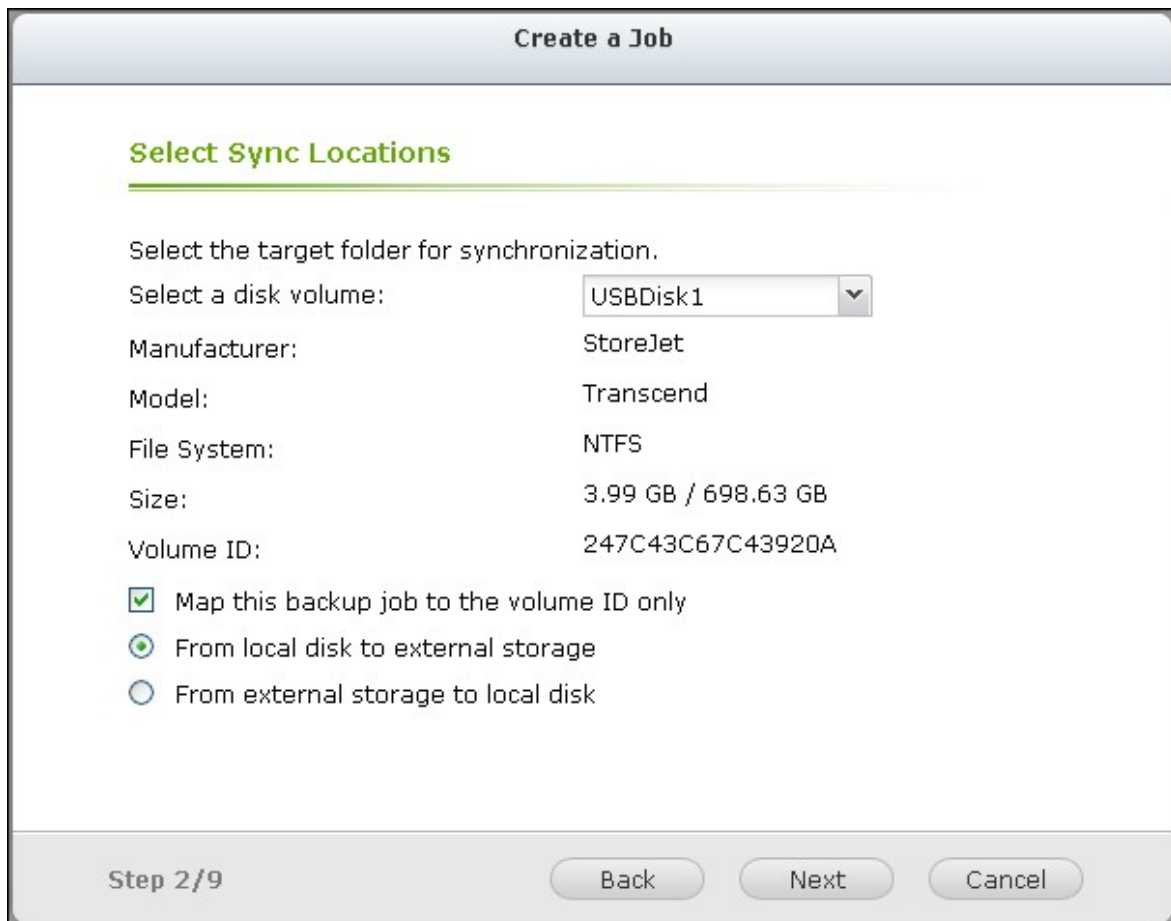 Create a Job
Select Sync Locations
Select the target folder for synchronization.
Select a disk volume: USBDisk1
Manufacturer: StoreJet
Model: Transcend
File System: NTFS
Size: 3.99 GB / 698.63 GB
Volume ID: 247C43C67C43920A
Map this backup job to the volume ID only
From local disk to external storage
From external storage to local disk
Step 2/9 Back Next Cancel